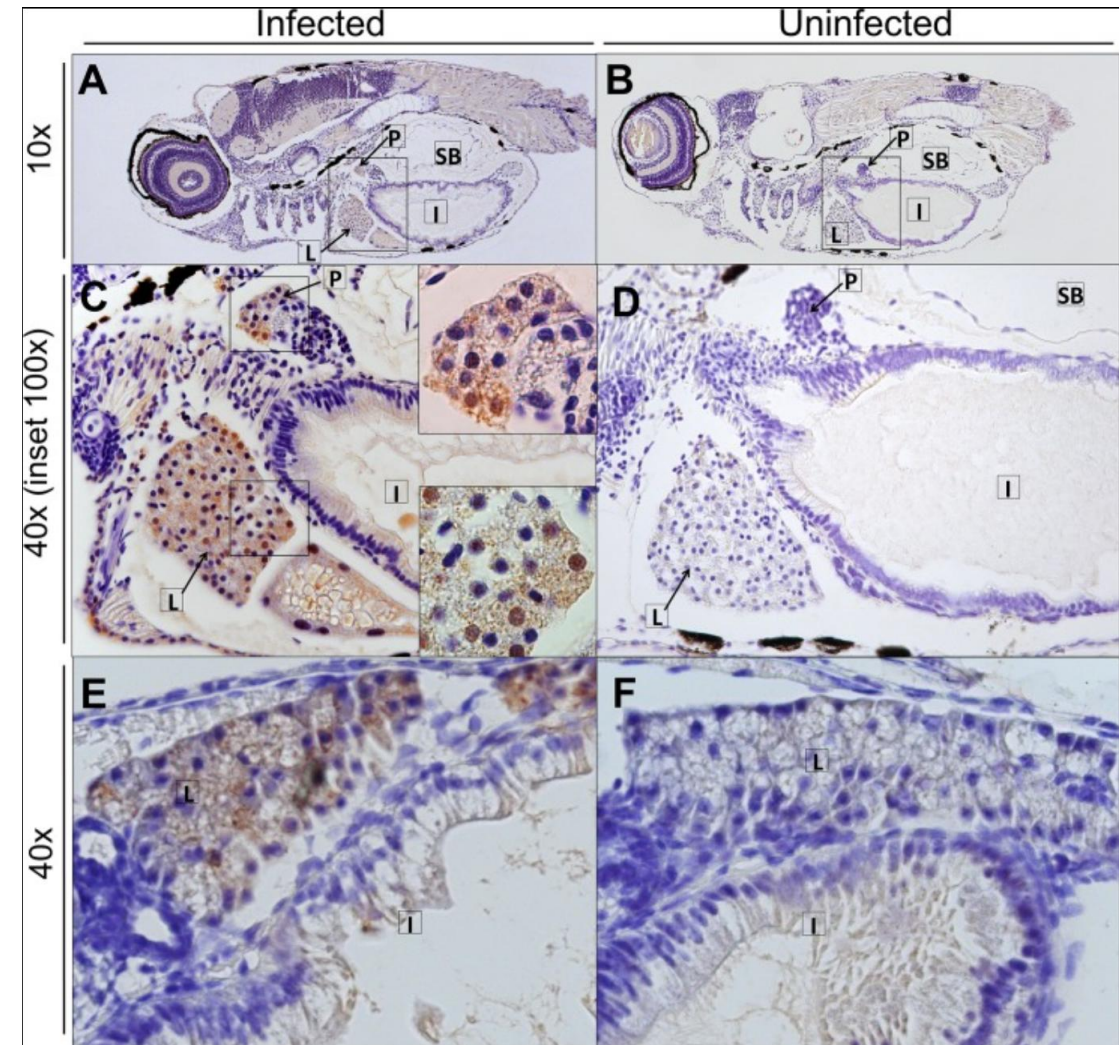 Infected
Uninfected
10x
A
P
SB
I
L
B
P
SB
I
L
40x (inset 100x)
C
P
I
L
D
P
SB
I
L
40x
E
L
I
F
L
I